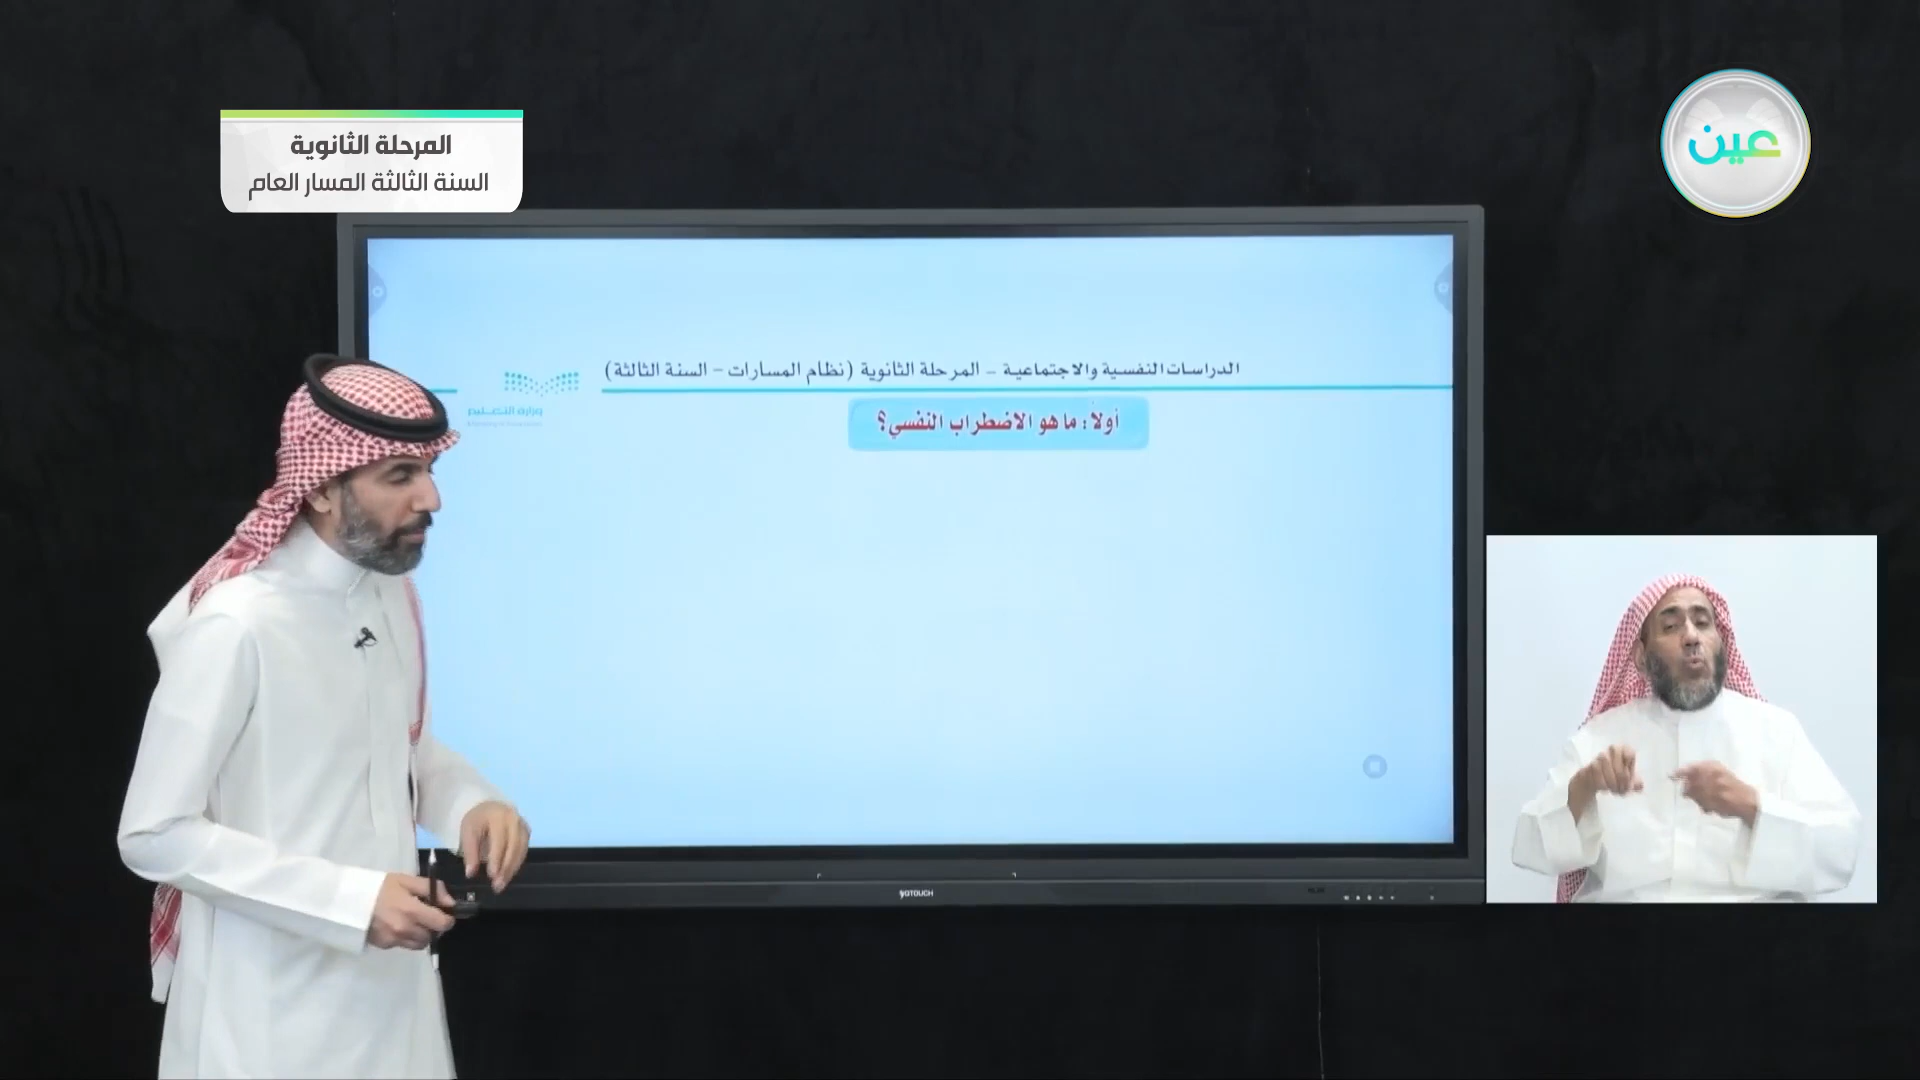 المرحلة الثانوية
السنة الثالثة المسار العام
عين
الدراسات النفسية والاجتماعية - المرحلة الثانوية (نظام المسارات - السنة الثالثة)
وزارة التعليم
أولاً: ما هو الاضطراب النفسي؟
YQTOUCH